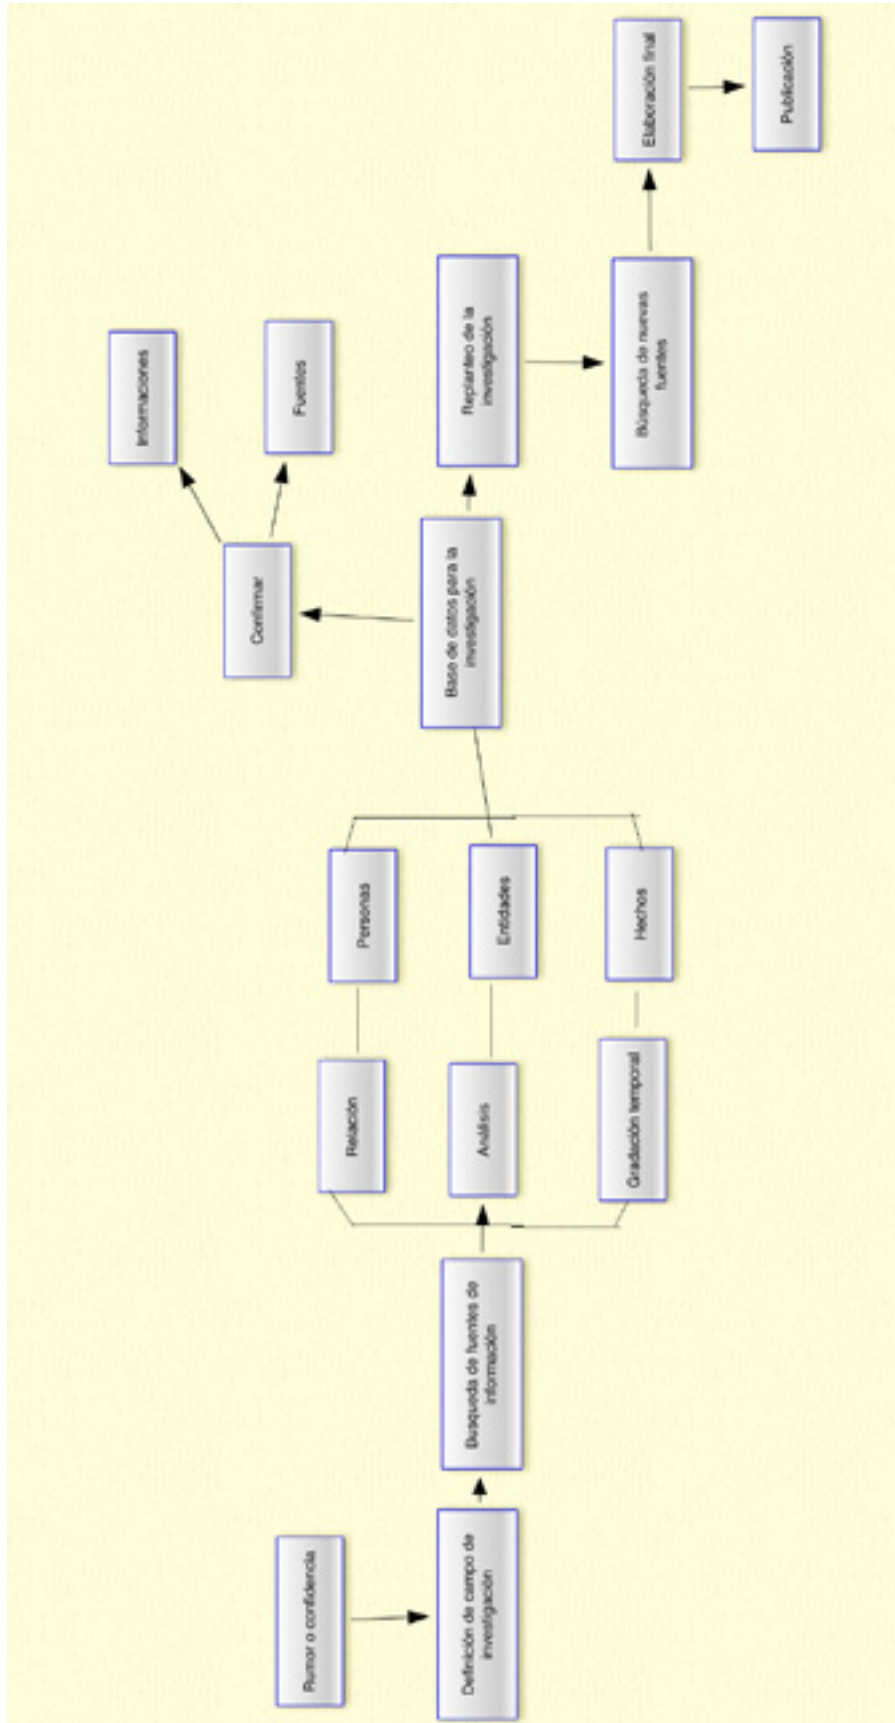 Rumor o confidencia
Definición de campo de
investigación
Búsqueda de fuentes de
información
Relación
Análisis
Gradación temporal
Personas
Entidades
Hechos
Base de datos para la
investigación
Confirmar
Informaciones
Fuentes
Replanteo de la
investigación
Búsqueda de nuevas
fuentes
Elaboración final
Publicación